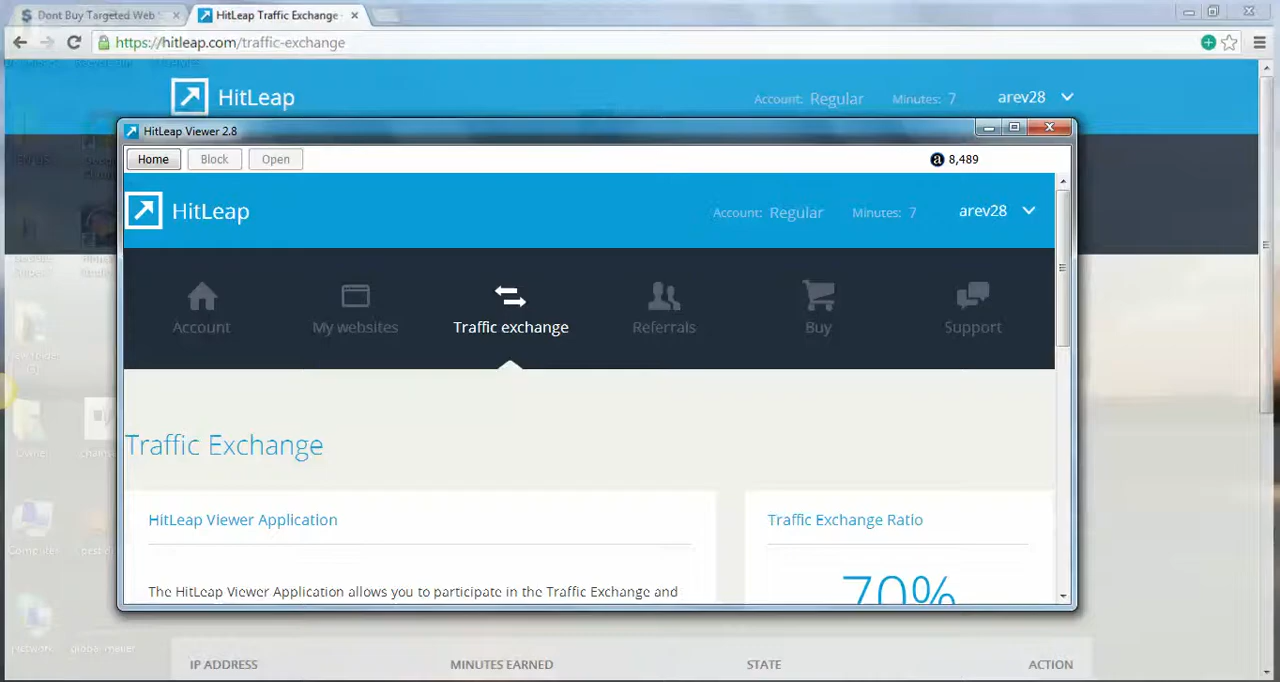 Dont Buy Targeted Web
HitLeap Traffic Exchange
https://hitleap.com/traffic-exchange
HitLeap
Account: Regular
Minutes: 7
arev28
HitLeap Viewer 2.8
Home
Block
Open
8,489
HitLeap
Account: Regular
Minutes: 7
arev28
Account
My websites
Traffic exchange
Referrals
Buy
Support
Traffic Exchange
HitLeap Viewer Application
Traffic Exchange Ratio
The HitLeap Viewer Application allows you to participate in the Traffic Exchange and
70%
Computer
Network
IP ADDRESS
MINUTES EARNED
STATE
ACTION